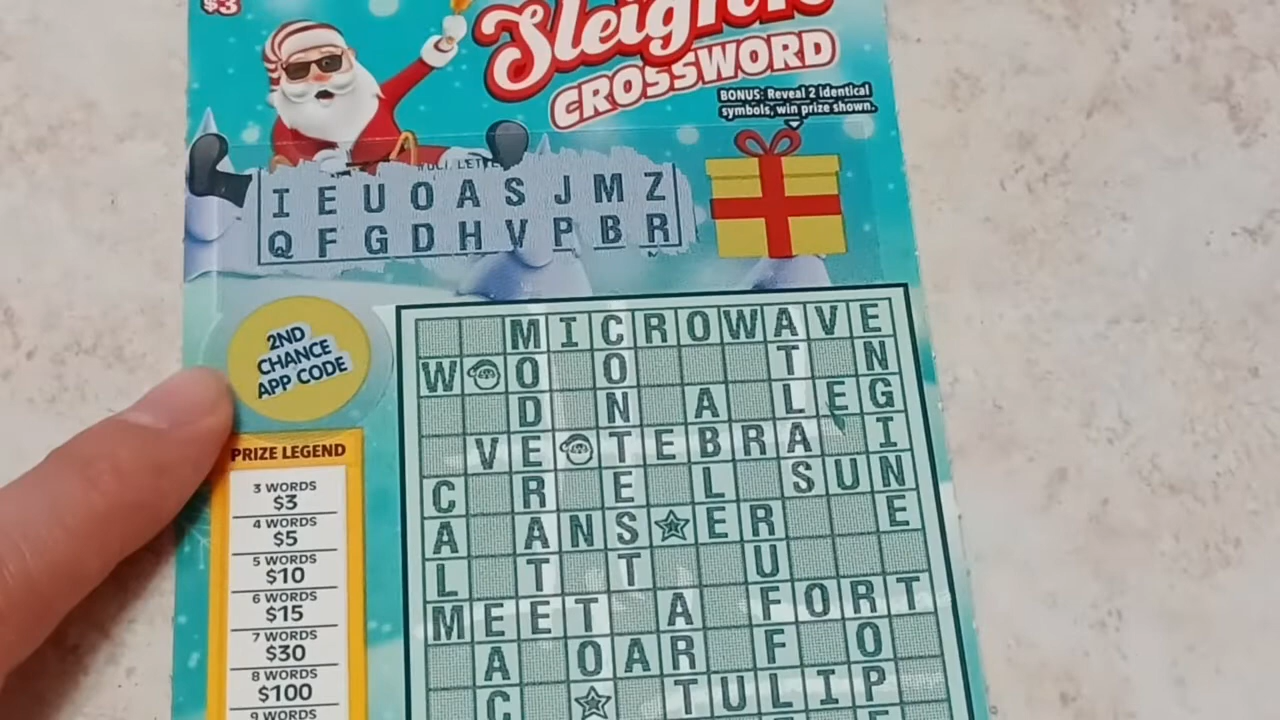 $3
CROSSWORD
BONUS: Reveal 2 identical
symbols, win prize shown.
I E U O A S J M Z
Q F G D H V P B R
2ND
CHANCE
APP CODE
PRIZE LEGEND
3 WORDS
$3
4 WORDS
$5
5 WORDS
$10
6 WORDS
$15
7 WORDS
$30
8 WORDS
$100
9 WORDS
M I C R O W A V E
W O O T N
D N A L E G
V E T E B R A I
C R E L S U N
A A N S E R E
L T T U
M E E T A F O R T
A O A R F O
C T U L I P